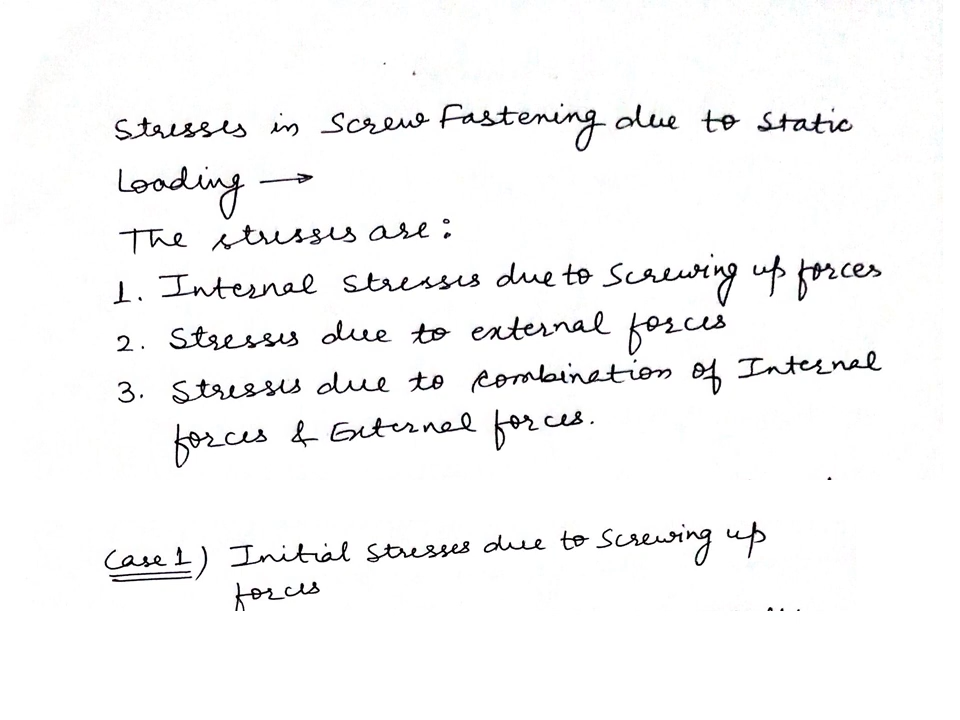 Stresses in Screw Fastening due to Static
Loading →
The stresses are :
1. Internal Stresses due to Screwing up forces
2. Stresses due to external forces
3. Stresses due to combination of Internal
forces & External forces.
Case 1) Initial Stresses due to Screwing up
forces